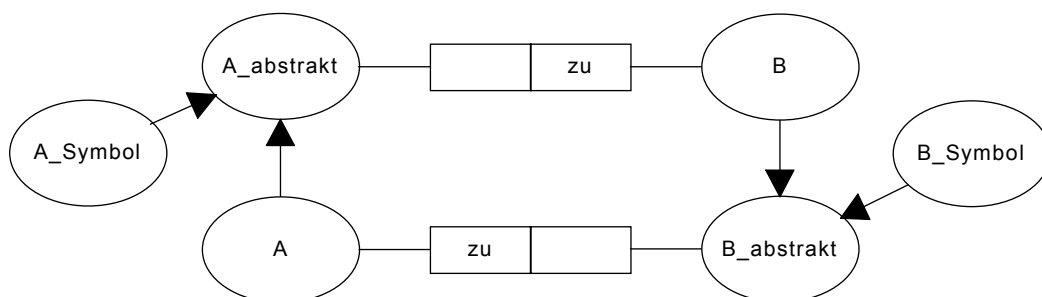 A_abstrakt
zu
B
A_Symbol
B_Symbol
A
zu
B_abstrakt